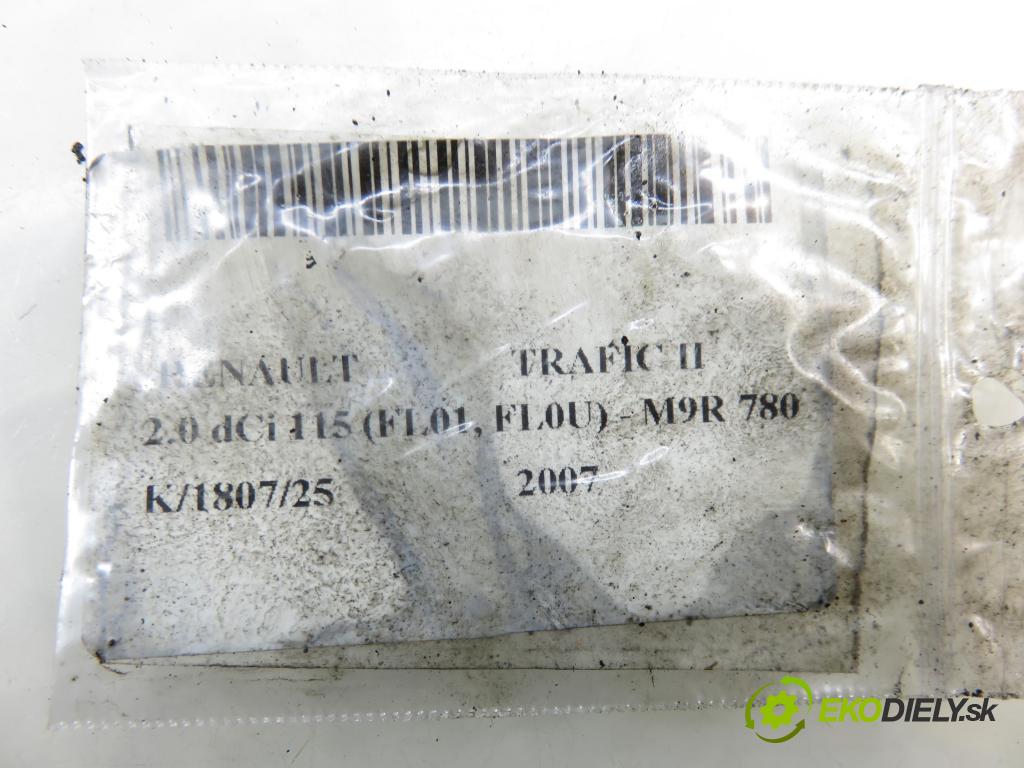 RENAULT TRAFIC II
2.0 dCi 115 (FL01, FL0U) - M9R 780
K/1807/25 2007
EKODIELY.sk